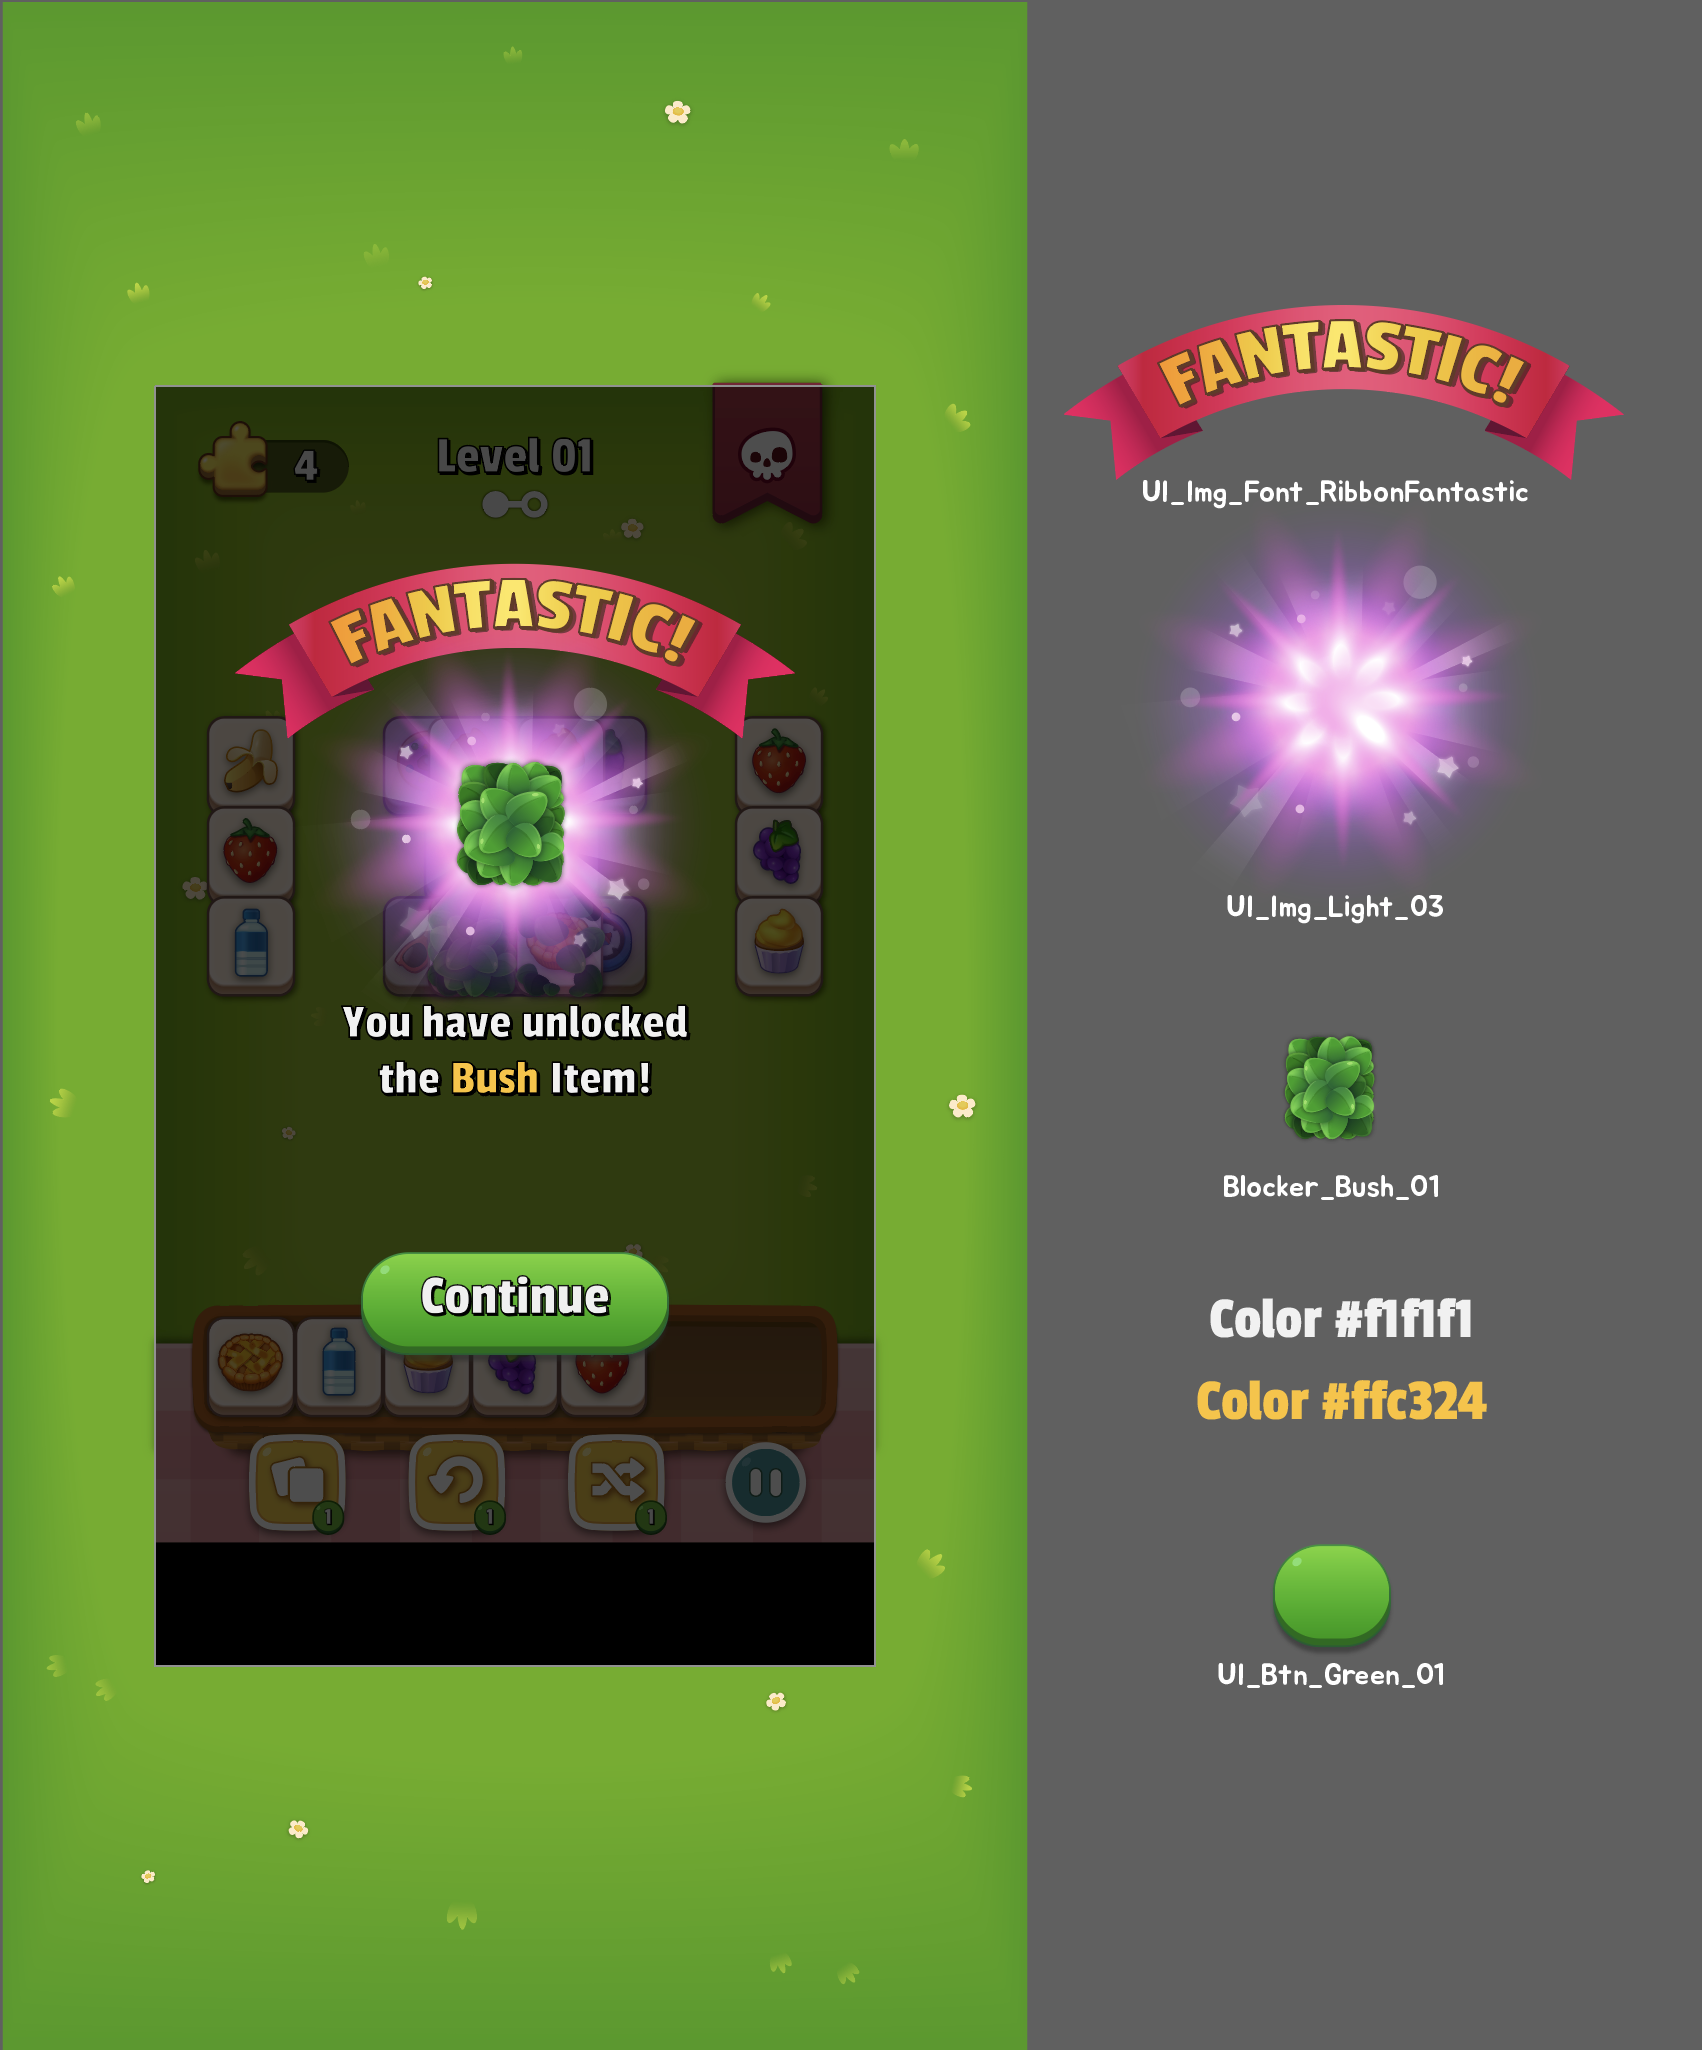 4
Level 01
FANTASTIC!
You have unlocked
the Bush Item!
Continue
1
1
1
FANTASTIC!
UI_Img_Font_RibbonFantastic
UI_Img_Light_03
Blocker_Bush_01
Color #f1f1f1
Color #ffc324
UI_Btn_Green_01